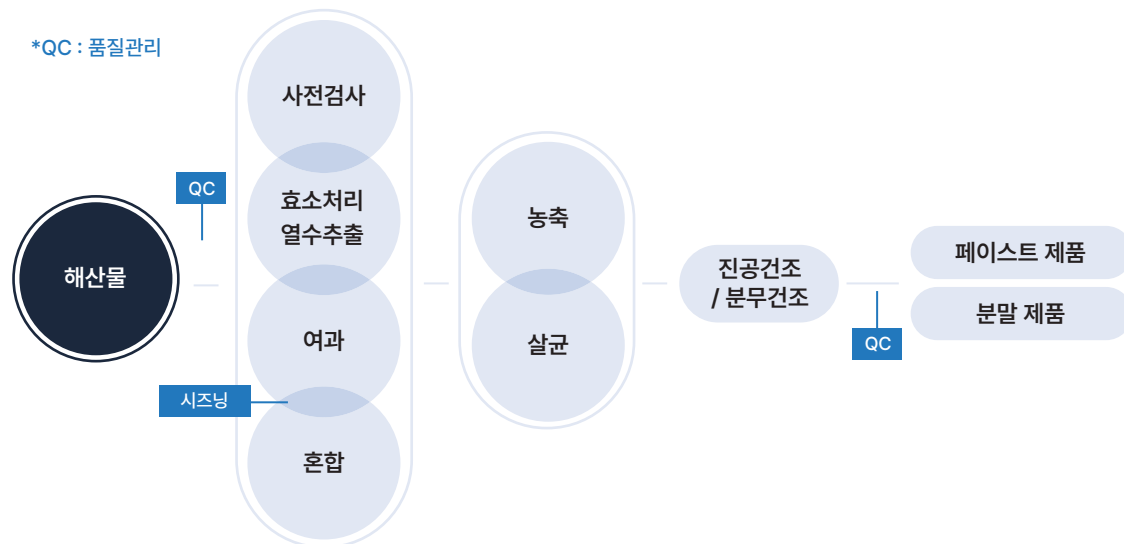 *QC : 품질관리
해산물
QC
사전검사
효소처리
열수추출
여과
시즈닝
혼합
농축
살균
진공건조
/ 분무건조
QC
페이스트 제품
분말 제품